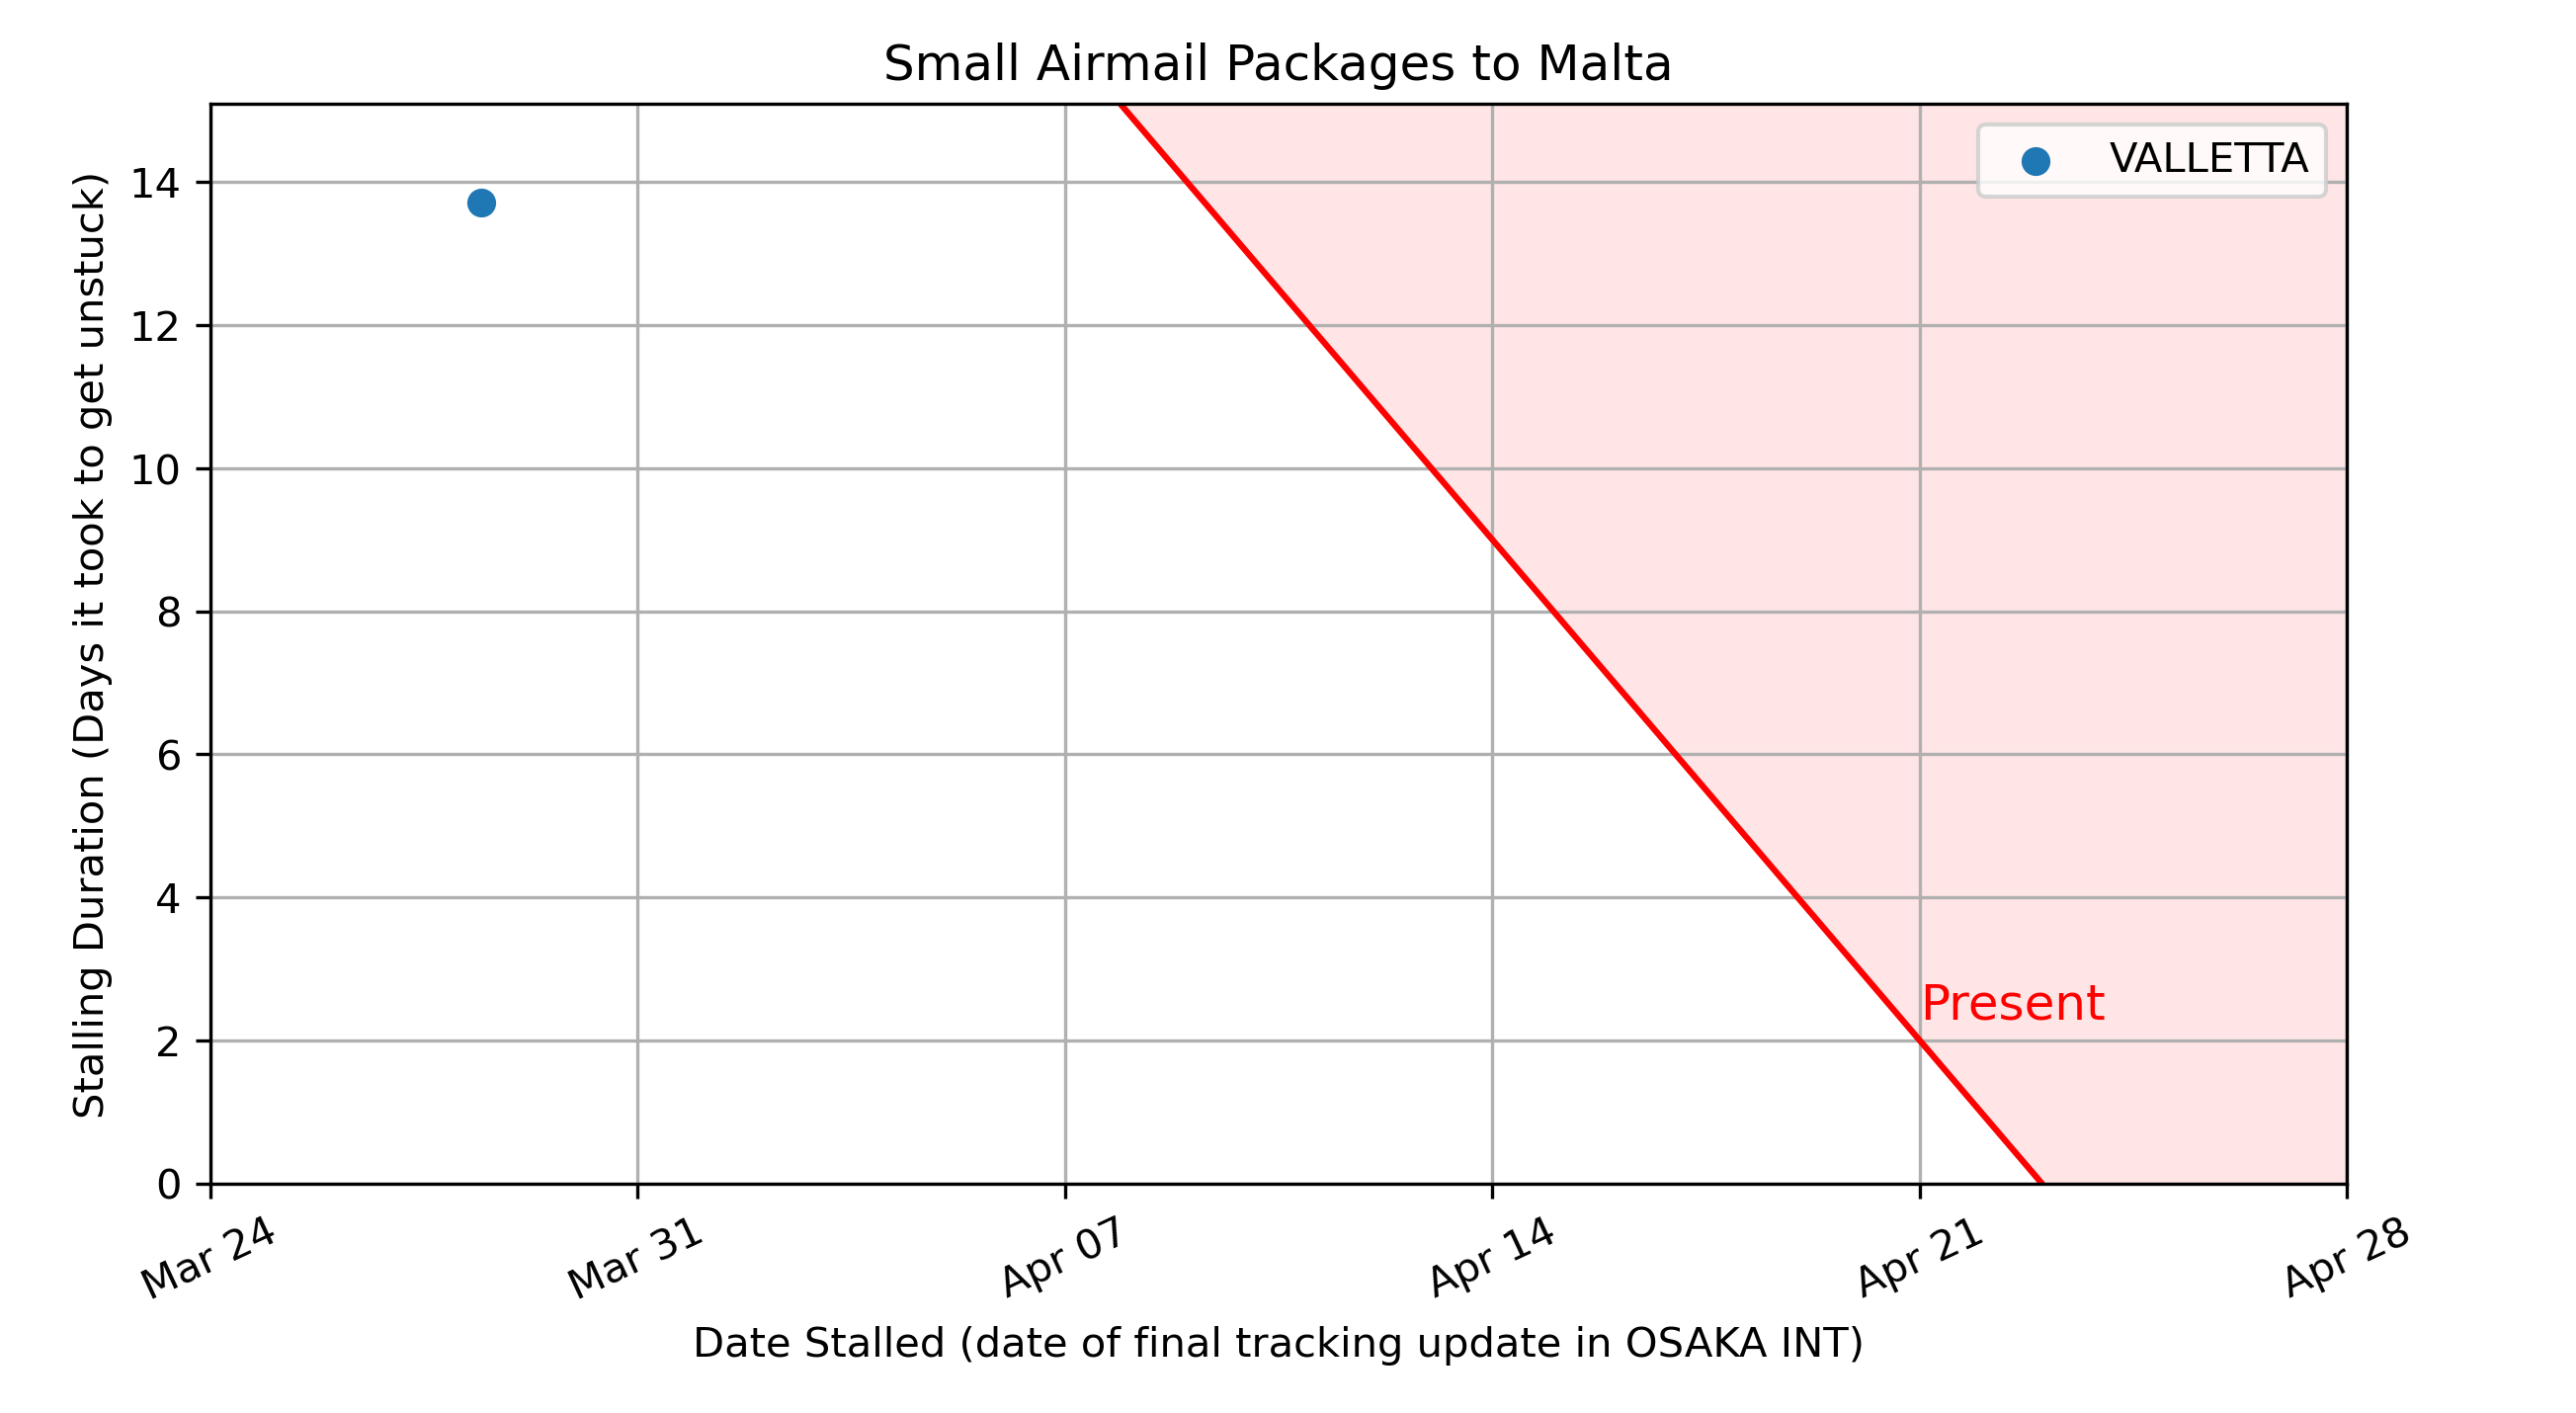 Small Airmail Packages to Malta
VALLETTA
Stalling Duration (Days it took to get unstuck)
14
12
10
8
6
4
2
0
Present
Mar 24
Mar 31
Apr 07
Apr 14
Apr 21
Apr 28
Date Stalled (date of final tracking update in OSAKA INT)